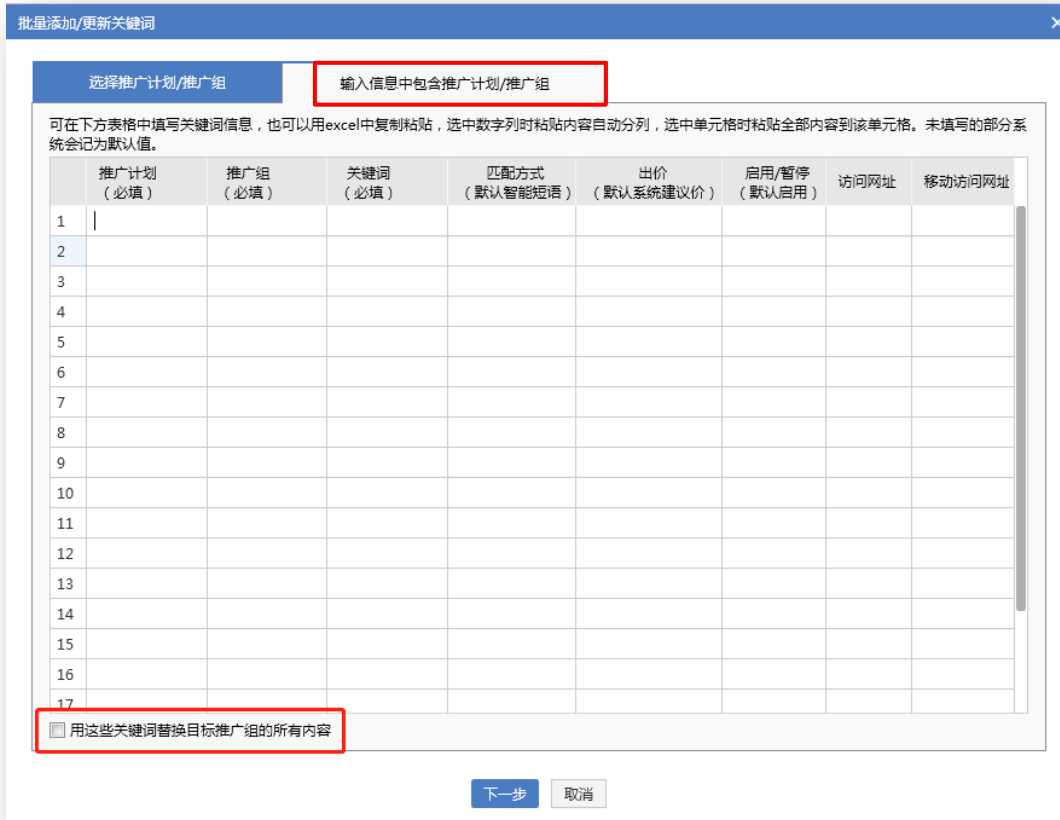 批量添加/更新关键词
选择推广计划/推广组
输入信息中包含推广计划/推广组
可在下方表格中填写关键词信息，也可以用excel中复制粘贴，选中数字列时粘贴内容自动分列，选中单元格时粘贴全部内容到该单元格。未填写的部分系
统会记为默认值。
推广计划 推广组 关键词 匹配方式 出价 启用/暂停 访问网址 移动访问网址
（必填） （必填） （必填） （默认智能短语） （默认系统建议价） （默认启用）
1
2
3
4
5
6
7
8
9
10
11
12
13
14
15
16
17
用这些关键词替换目标推广组的所有内容
下一步 取消